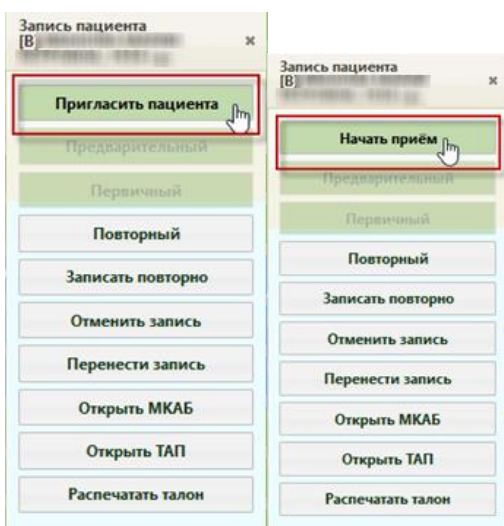 Запись пациента
[В]
Пригласить пациента
Предварительный
Первичный
Повторный
Записать повторно
Отменить запись
Перенести запись
Открыть МКАБ
Открыть ТАП
Распечатать талон
Запись пациента
[В]
Начать приём
Предварительный
Первичный
Повторный
Записать повторно
Отменить запись
Перенести запись
Открыть МКАБ
Открыть ТАП
Распечатать талон